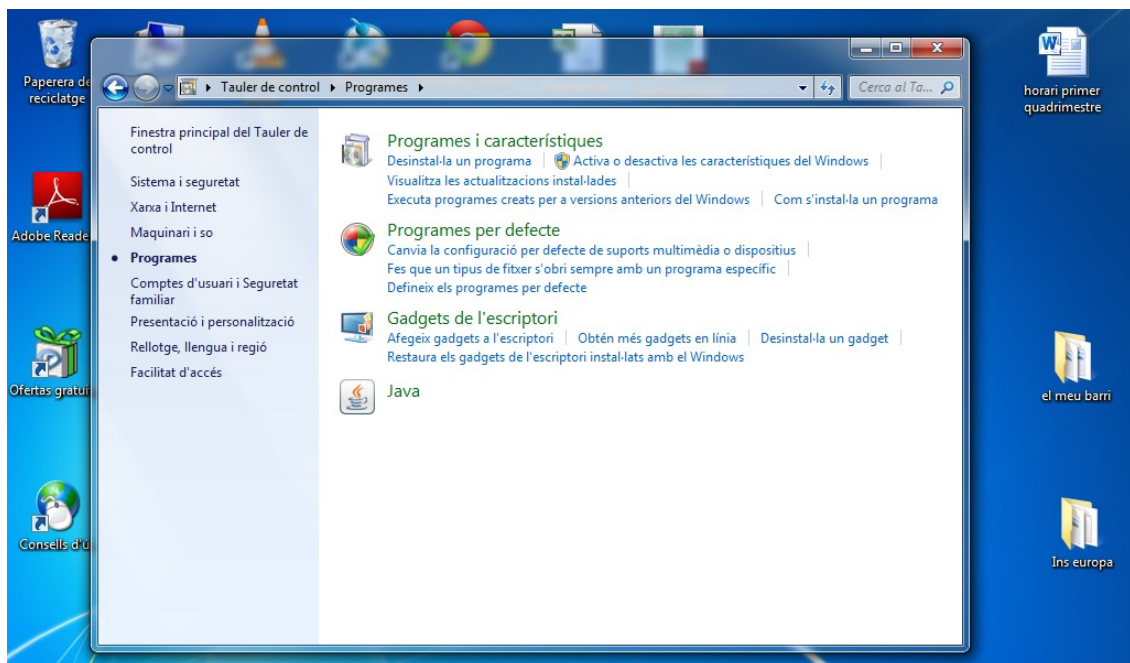 Paperera de
reciclatge
Adobe Reade
Ofertas gratui
Consells d'ú
Tauler de control
Programes
Cerca al Ta...
Finestra principal del Tauler de
control
Sistema i seguretat
Xarxa i Internet
Maquinari i so
Programes
Comptes d'usuari i Seguretat
familiar
Presentació i personalització
Rellotge, llengua i regió
Facilitat d'accés
Programes i característiques
Desinstal·la un programa
Activa o desactiva les característiques del Windows
Visualitza les actualitzacions instal·lades
Executa programes creats per a versions anteriors del Windows
Com s'instal·la un programa
Programes per defecte
Canvia la configuració per defecte de suports multimèdia o dispositius
Fes que un tipus de fitxer s'obri sempre amb un programa específic
Defineix els programes per defecte
Gadgets de l'escriptori
Afegeix gadgets a l'escriptori
Obtén més gadgets en línia
Desinstal·la un gadget
Restaura els gadgets de l'escriptori instal·lats amb el Windows
Java
horari primer
quadrimestre
el meu barri
Ins europa